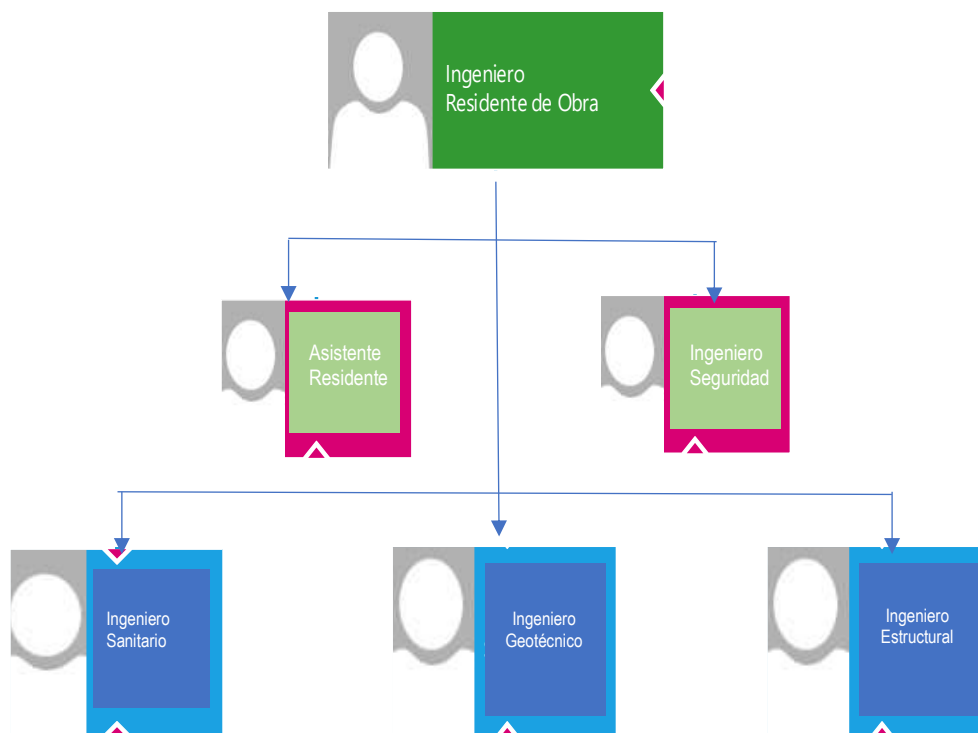 Ingeniero
Residente de Obra
Asistente
Residente
Ingeniero
Seguridad
Ingeniero
Sanitario
Ingeniero
Geotécnico
Ingeniero
Estructural